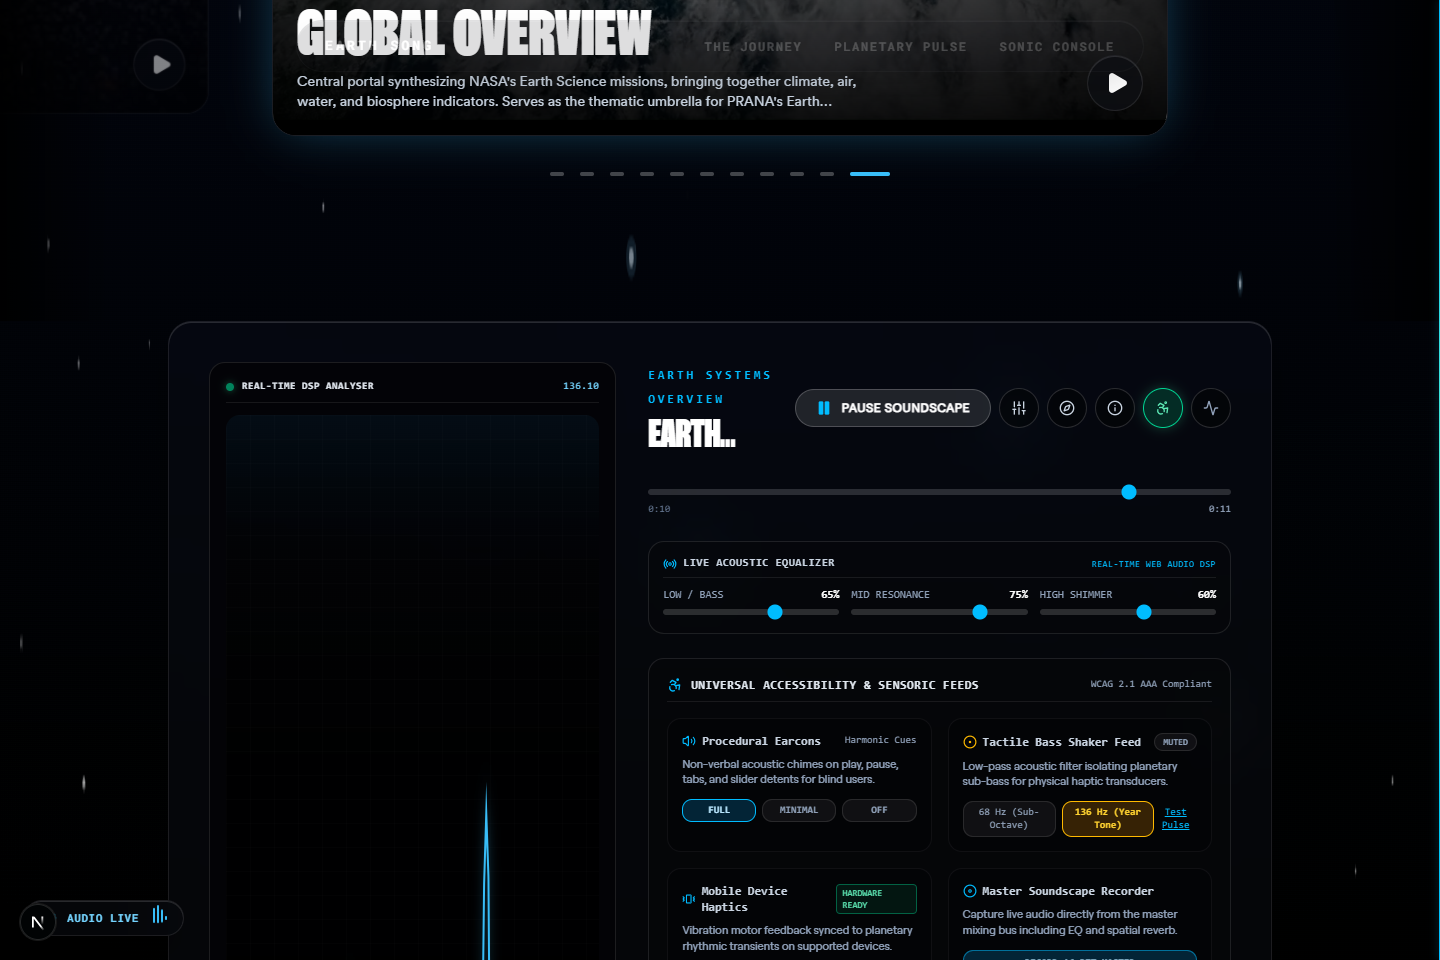 GLOBAL OVERVIEW
EARTH SONG
THE JOURNEY
PLANETARY PULSE
SONIC CONSOLE
Central portal synthesizing NASA's Earth Science missions, bringing together climate, air,
water, and biosphere indicators. Serves as the thematic umbrella for PRANA's Earth...
REAL-TIME DSP ANALYSER
136.10
EARTH SYSTEMS
OVERVIEW
EARTH...
PAUSE SOUNDSCAPE
0:10
0:11
LIVE ACOUSTIC EQUALIZER
REAL-TIME WEB AUDIO DSP
LOW / BASS
65%
MID RESONANCE
75%
HIGH SHIMMER
60%
UNIVERSAL ACCESSIBILITY & SENSORIC FEEDS
WCAG 2.1 AAA Compliant
Procedural Earcons
Harmonic Cues
Non-verbal acoustic chimes on play, pause,
tabs, and slider detents for blind users.
FULL
MINIMAL
OFF
Tactile Bass Shaker Feed
MUTED
Low-pass acoustic filter isolating planetary
sub-bass for physical haptic transducers.
68 Hz (Sub-
Octave)
136 Hz (Year
Tone)
Test
Pulse
Mobile Device
Haptics
HARDWARE
READY
Vibration motor feedback synced to planetary
rhythmic transients on supported devices.
Master Soundscape Recorder
Capture live audio directly from the master
mixing bus including EQ and spatial reverb.
N
AUDIO LIVE